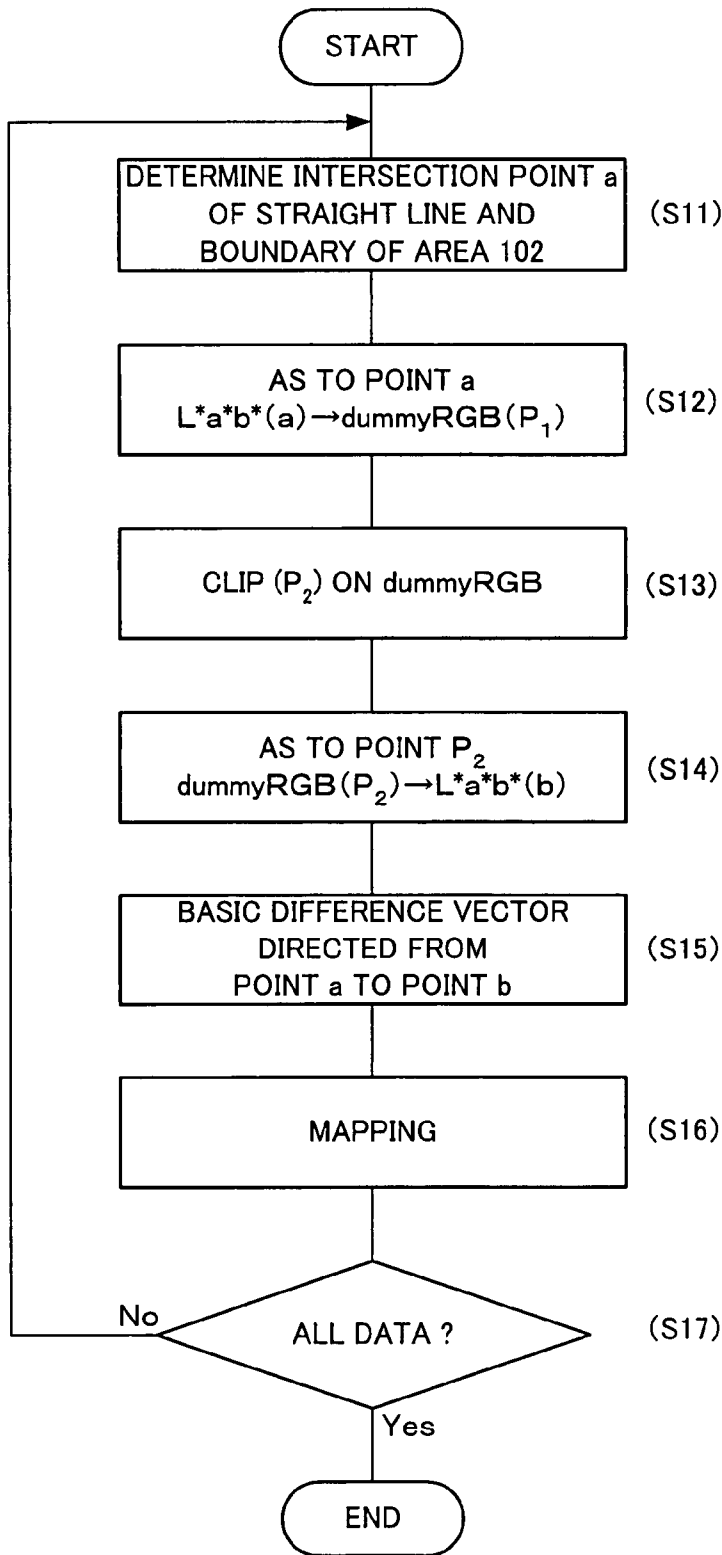 START
DETERMINE INTERSECTION POINT a
OF STRAIGHT LINE AND
BOUNDARY OF AREA 102
(S11)
AS TO POINT a
L*a*b*(a)→dummyRGB(P₁)
(S12)
CLIP (P₂) ON dummyRGB
(S13)
AS TO POINT P₂
dummyRGB(P₂)→L*a*b*(b)
(S14)
BASIC DIFFERENCE VECTOR
DIRECTED FROM
POINT a TO POINT b
(S15)
MAPPING
(S16)
No
ALL DATA ?
(S17)
Yes
END